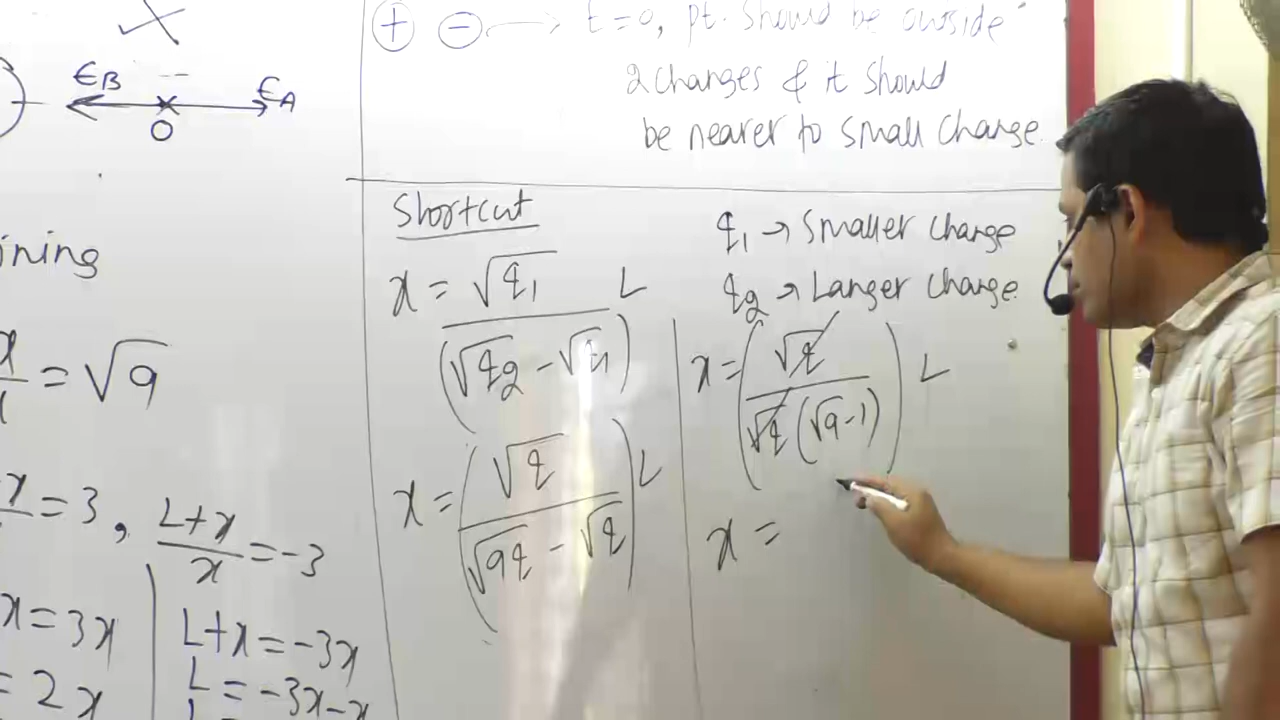 ⊕ ⊖ → t=0, pt. should be outside
2 charges & it should
be nearer to small charge.
E_B E_A
O
ining
x/ = √9
x/ = 3, (L+x)/x = -3
x = 3x
= 2x
L+x = -3x
L = -3x-x
Shortcut
x = √q₁ L / (√q₂ - √q₁)
x = (√q / (√9q - √q)) L
q₁ → Smaller charge
q₂ → Larger charge.
x = (√q / (√q (√9-1))) L
x =